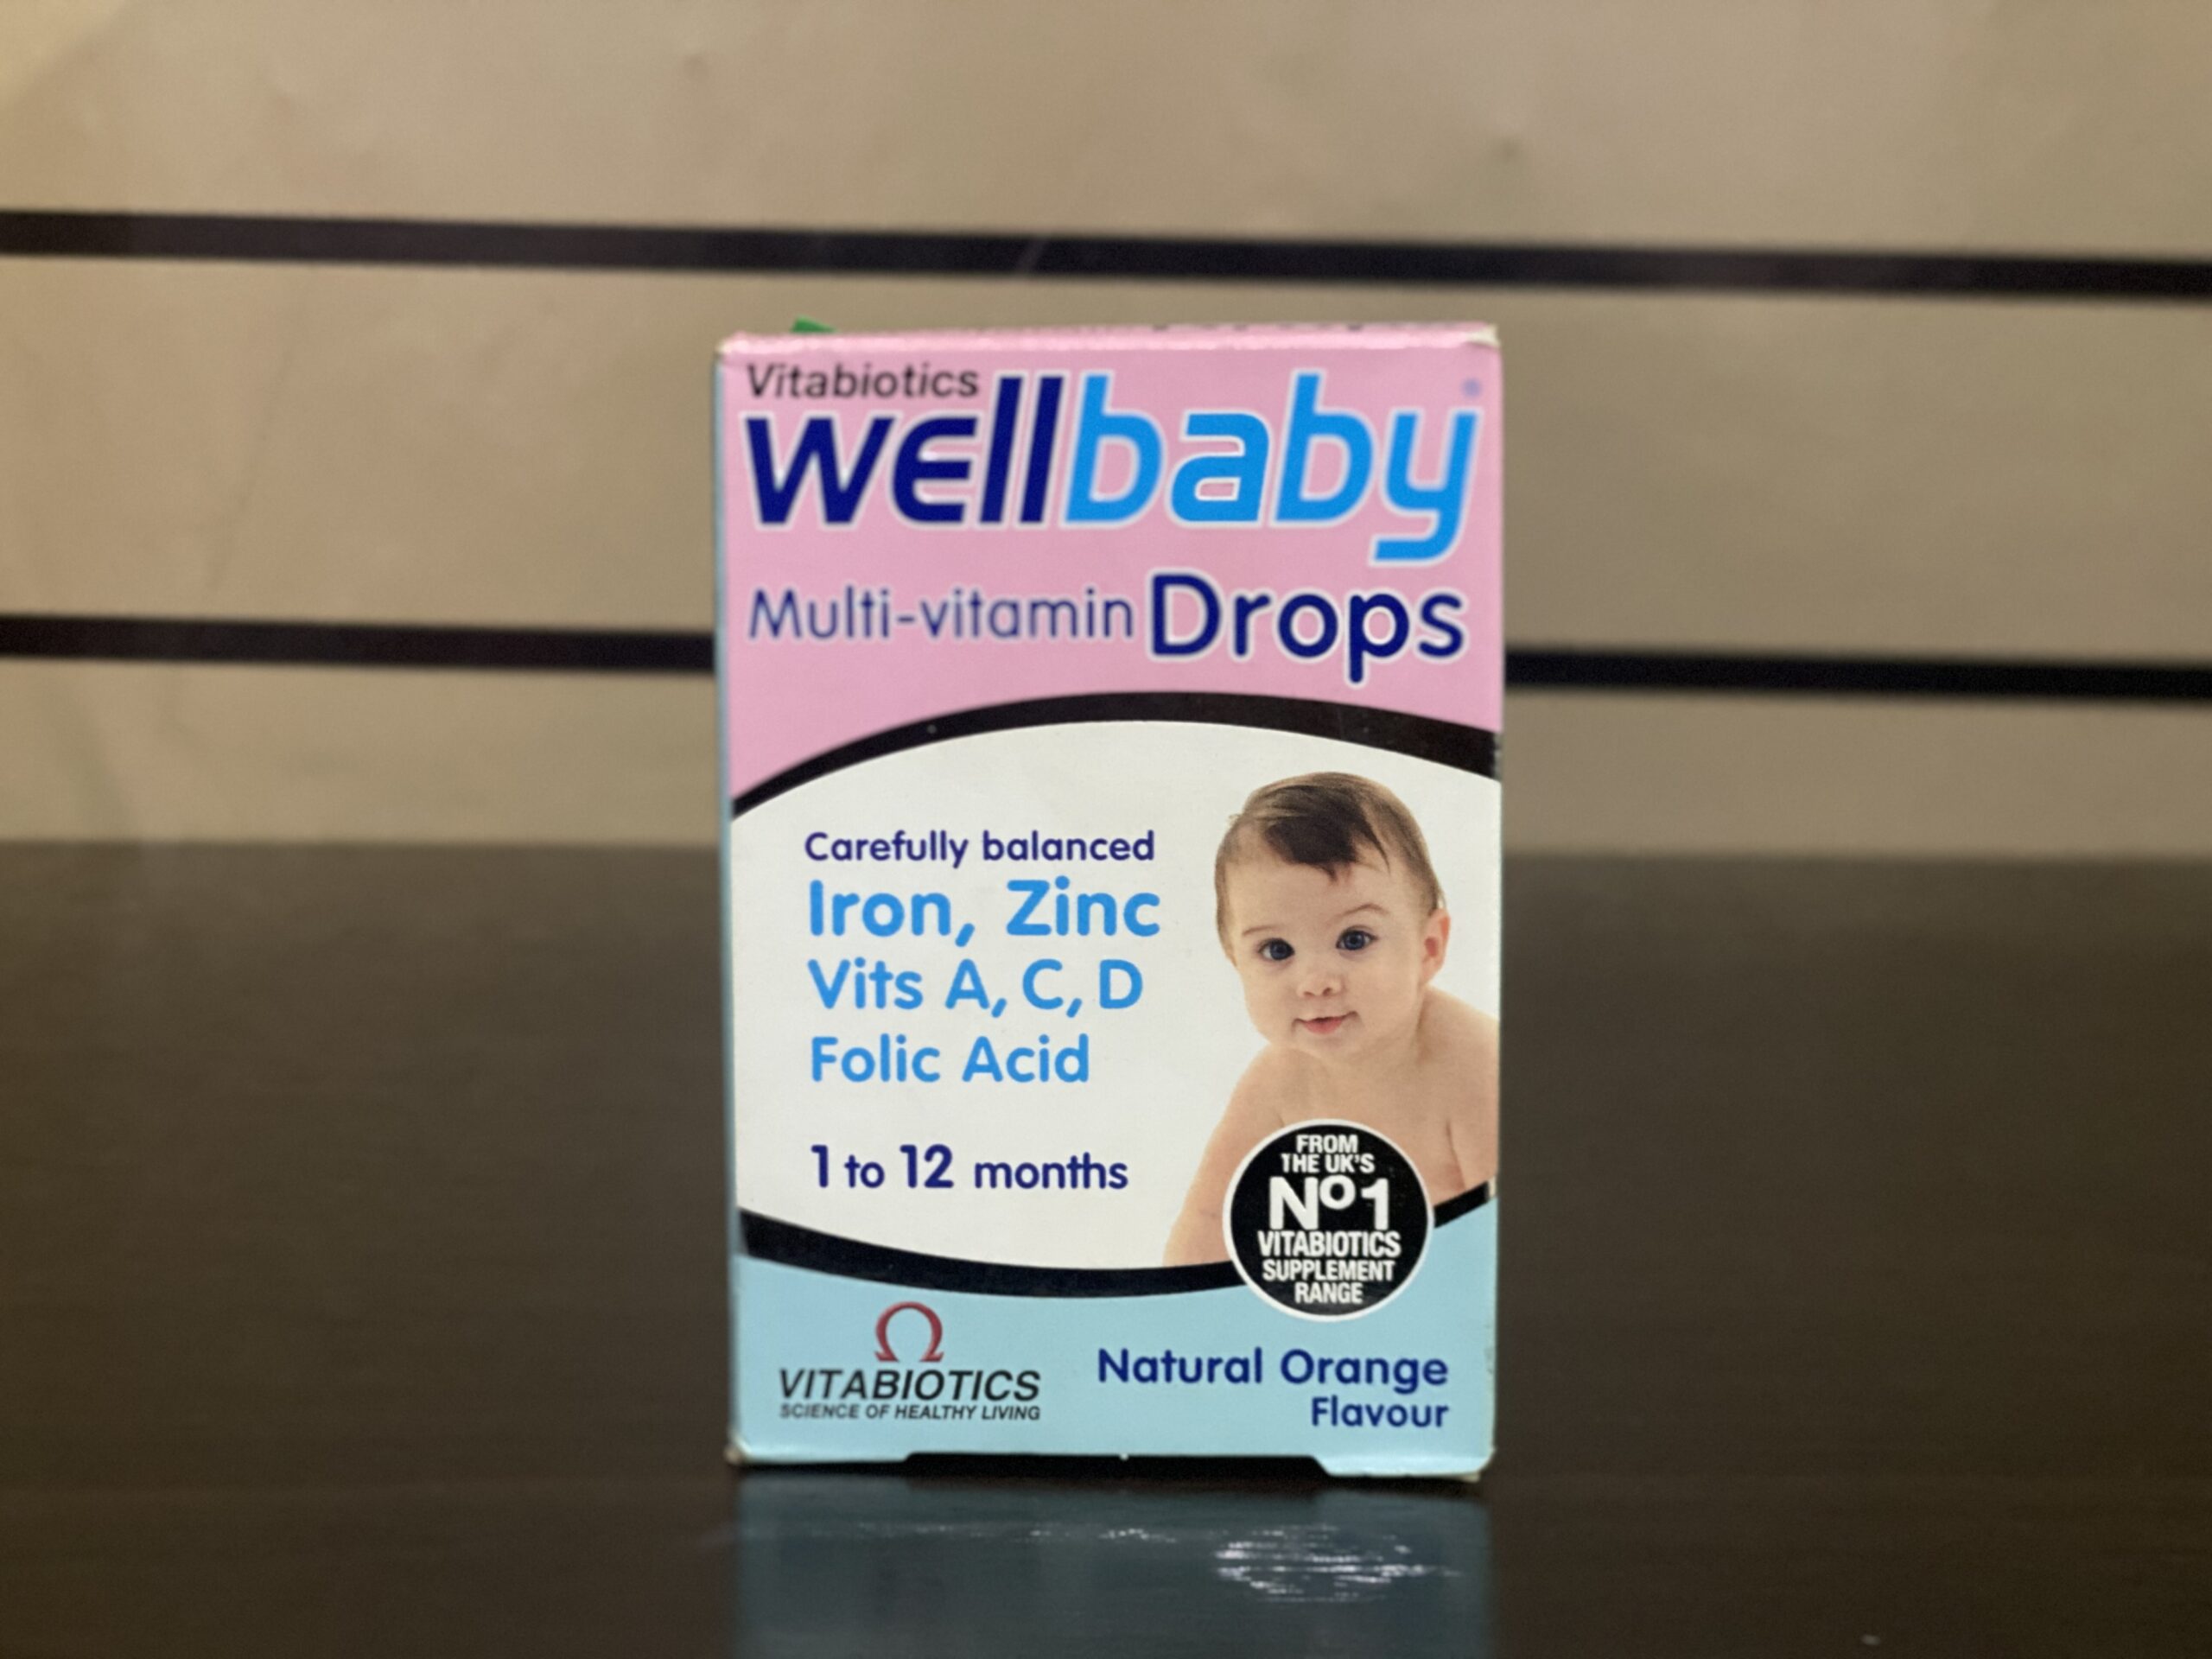 Vitabiotics
wellbaby®
Multi-vitamin Drops
Carefully balanced
Iron, Zinc
Vits A, C, D
Folic Acid
1 to 12 months
FROM
THE UK'S
Nº1
VITABIOTICS
SUPPLEMENT
RANGE
VITABIOTICS
SCIENCE OF HEALTHY LIVING
Natural Orange
Flavour